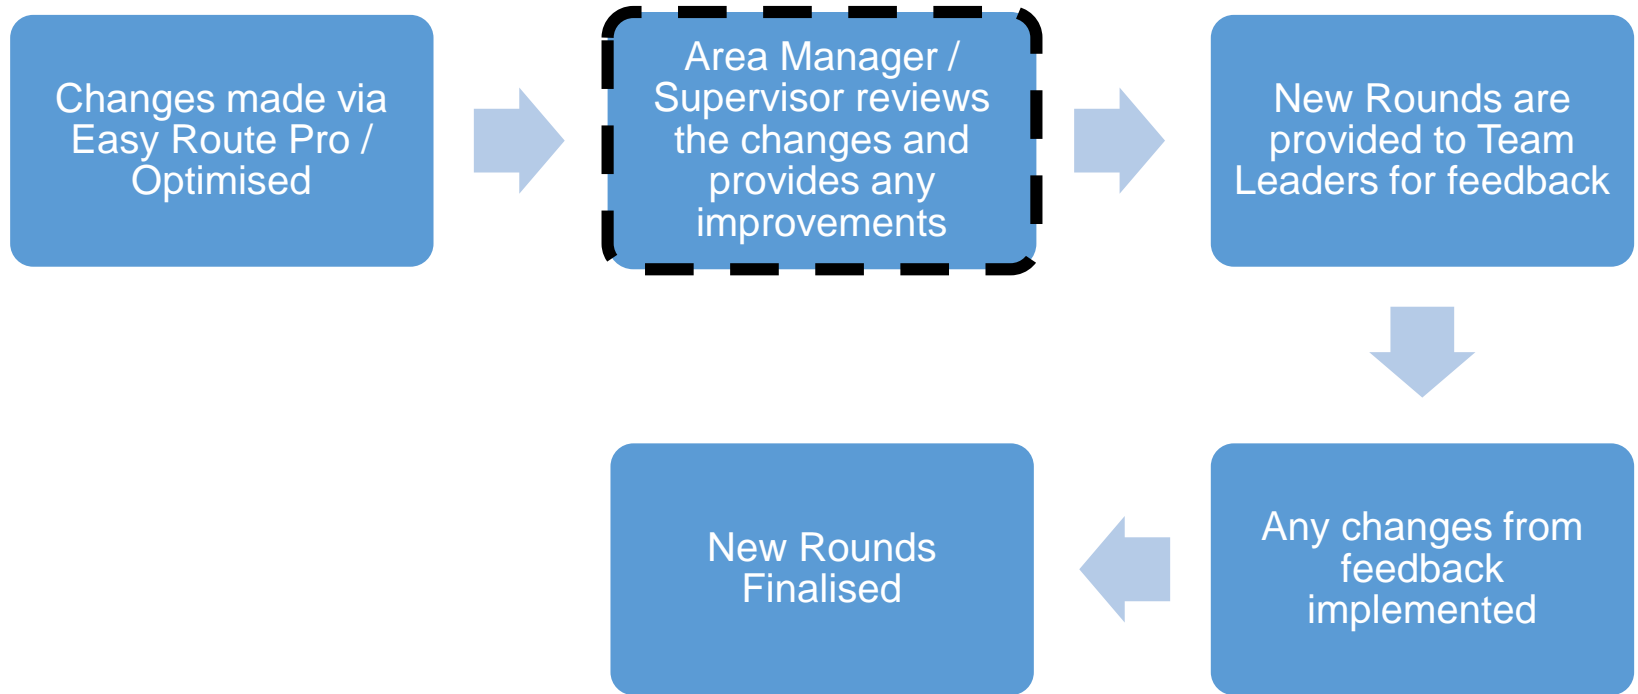 Changes made via
Easy Route Pro /
Optimised
Area Manager /
Supervisor reviews
the changes and
provides any
improvements
New Rounds are
provided to Team
Leaders for feedback
Any changes from
feedback
implemented
New Rounds
Finalised